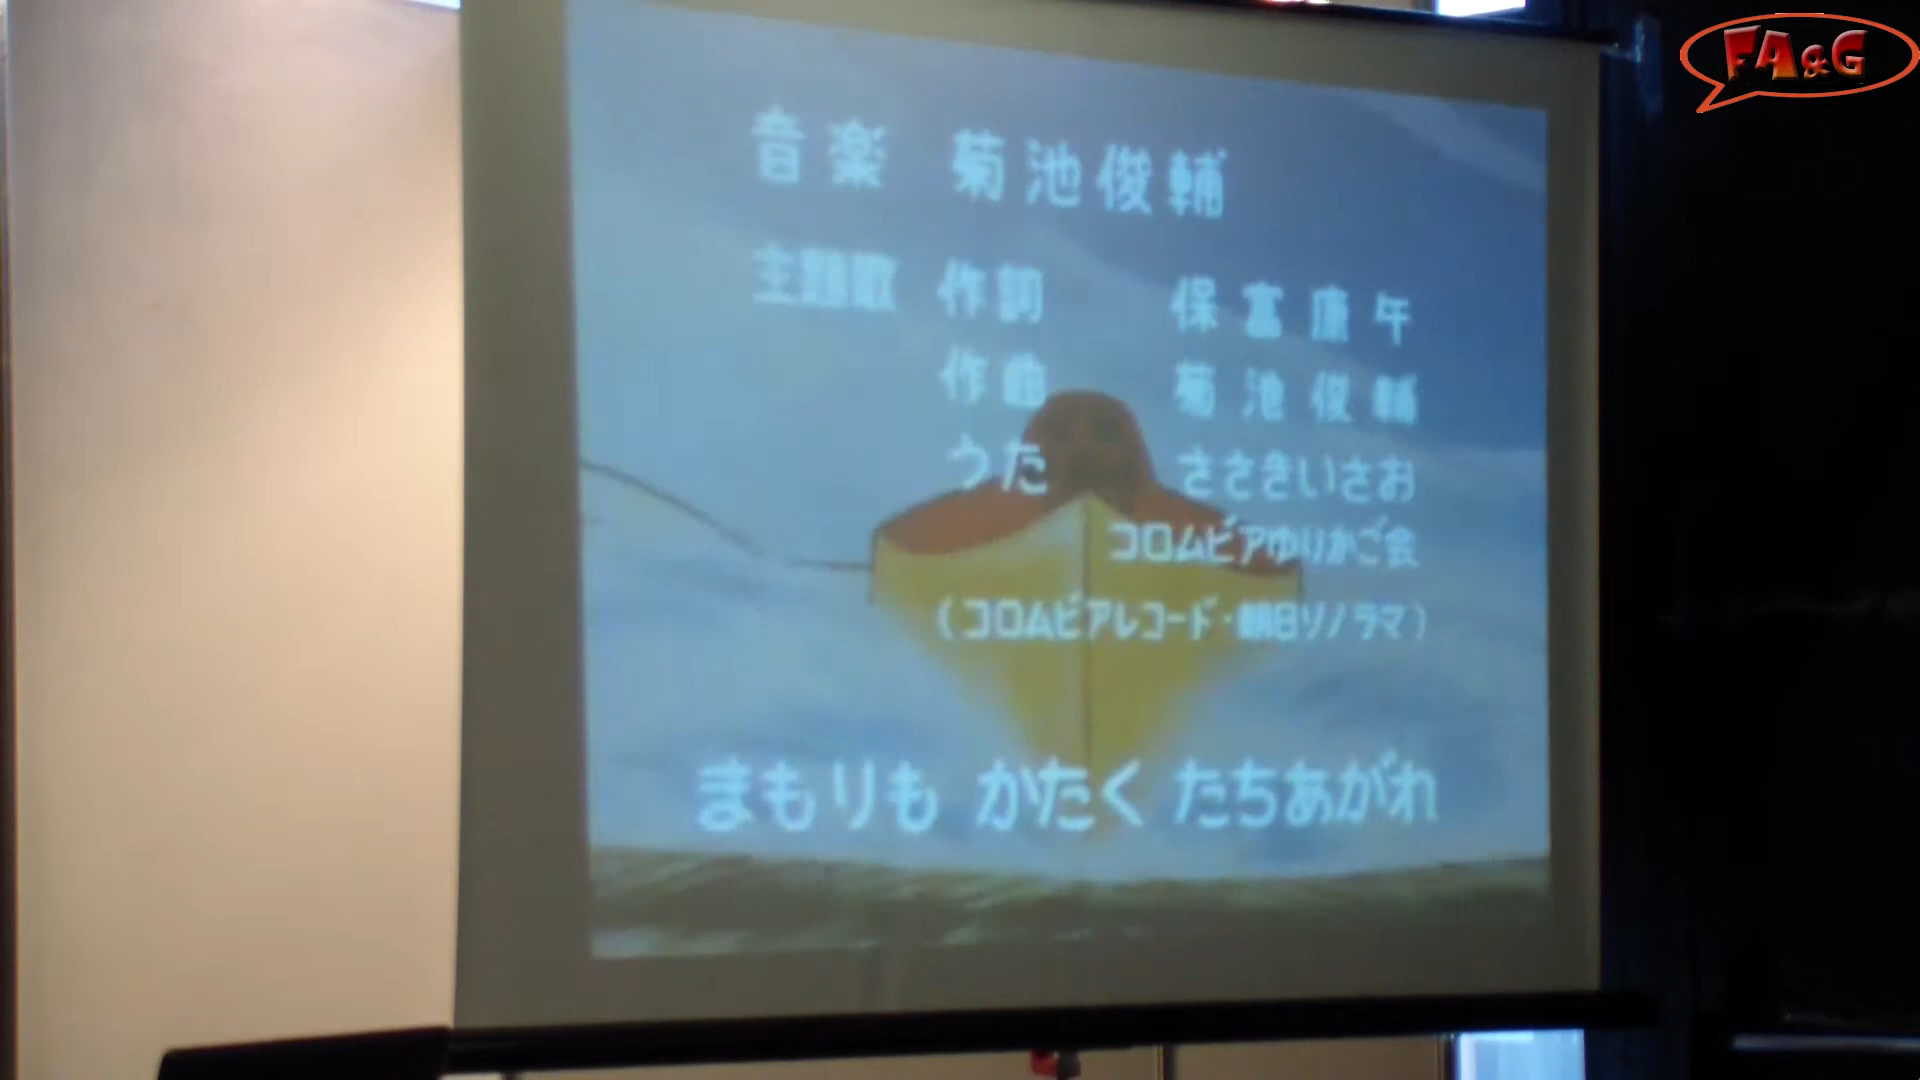 FA&G
音楽 菊池俊輔
主題歌 作詞 保富康午
作曲 菊池俊輔
うた ささきいさお
コロムビアゆりかご会
(コロムビアレコード・朝日ソノラマ)
まもりも かたく たちあがれ